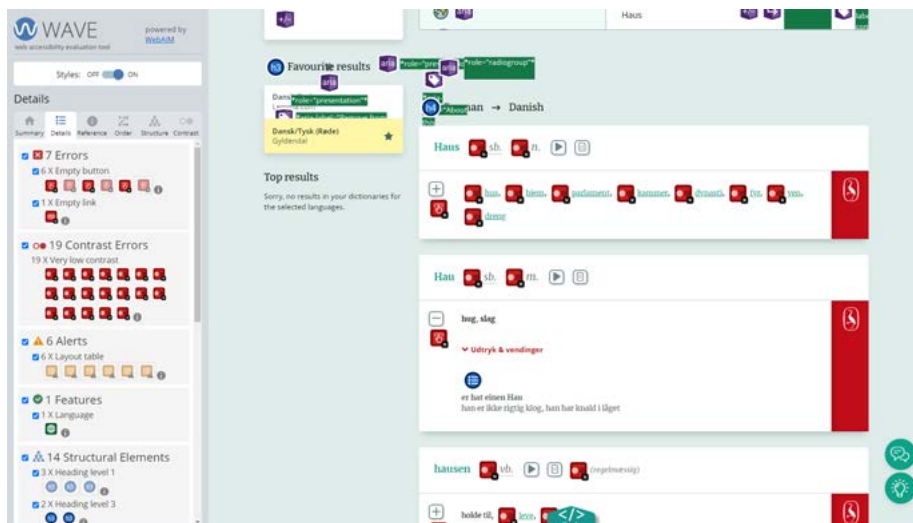 WAVE
powered by
WebAIM
web accessibility evaluation tool
Styles: OFF ON
Details
Summary Details Reference Order Structure Contrast
7 Errors
6 X Empty button
1 X Empty link
19 Contrast Errors
19 X Very low contrast
6 Alerts
6 X Layout table
1 Features
1 X Language
14 Structural Elements
3 X Heading level 1
2 X Heading level 3
Favourite results
*role="presentation"*
Dansk/Tysk (Røde)
Gyldendal
Top results
Sorry, no results in your dictionaries for
the selected languages.
aria
Haus
aria
*role="radiogroup"*
h4 → Danish
Haus sb. n.
hus, hjem, parlament, kammer, dynasti, fyr, ven,
dreng
Hau sb. m.
hug, slag
Udtryk & vendinger
er hat einen Hau
han er ikke rigtig klog, han har knald i låget
hausen vb. (regelmæssig)
holde til, leve,
</>